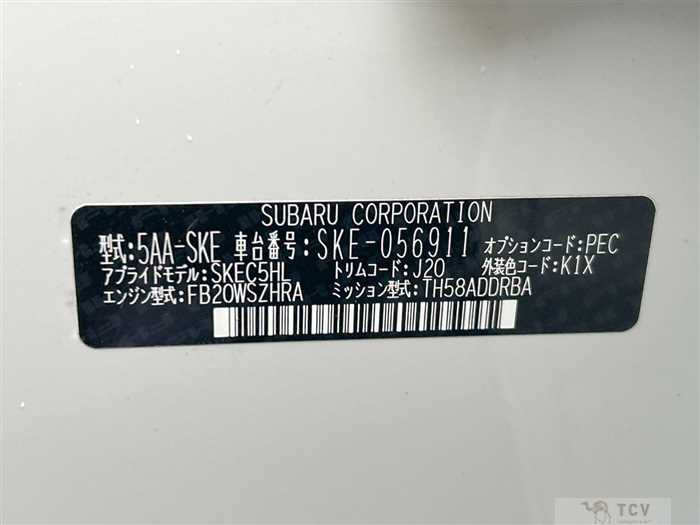 SUBARU CORPORATION
型式:5AA-SKE 車台番号:SKE-056911 オプションコード:PEC
アプライドモデル:SKEC5HL トリムコード:J20 外装色コード:K1X
エンジン型式:FB20WSZHRA ミッション型式:TH58ADDRBA
TCV